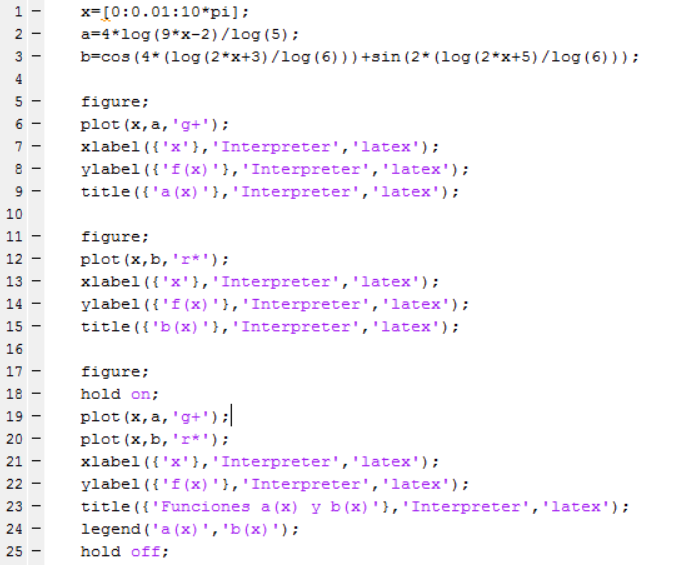 1 – x=[0:0.01:10*pi];
2 – a=4*log(9*x-2)/log(5);
3 – b=cos(4*(log(2*x+3)/log(6)))+sin(2*(log(2*x+5)/log(6)));
4
5 – figure;
6 – plot(x,a,'g+');
7 – xlabel({'x'},'Interpreter','latex');
8 – ylabel({'f(x)'},'Interpreter','latex');
9 – title({'a(x)'},'Interpreter','latex');
10
11 – figure;
12 – plot(x,b,'r*');
13 – xlabel({'x'},'Interpreter','latex');
14 – ylabel({'f(x)'},'Interpreter','latex');
15 – title({'b(x)'},'Interpreter','latex');
16
17 – figure;
18 – hold on;
19 – plot(x,a,'g+');
20 – plot(x,b,'r*');
21 – xlabel({'x'},'Interpreter','latex');
22 – ylabel({'f(x)'},'Interpreter','latex');
23 – title({'Funciones a(x) y b(x)'},'Interpreter','latex');
24 – legend('a(x)','b(x)');
25 – hold off;